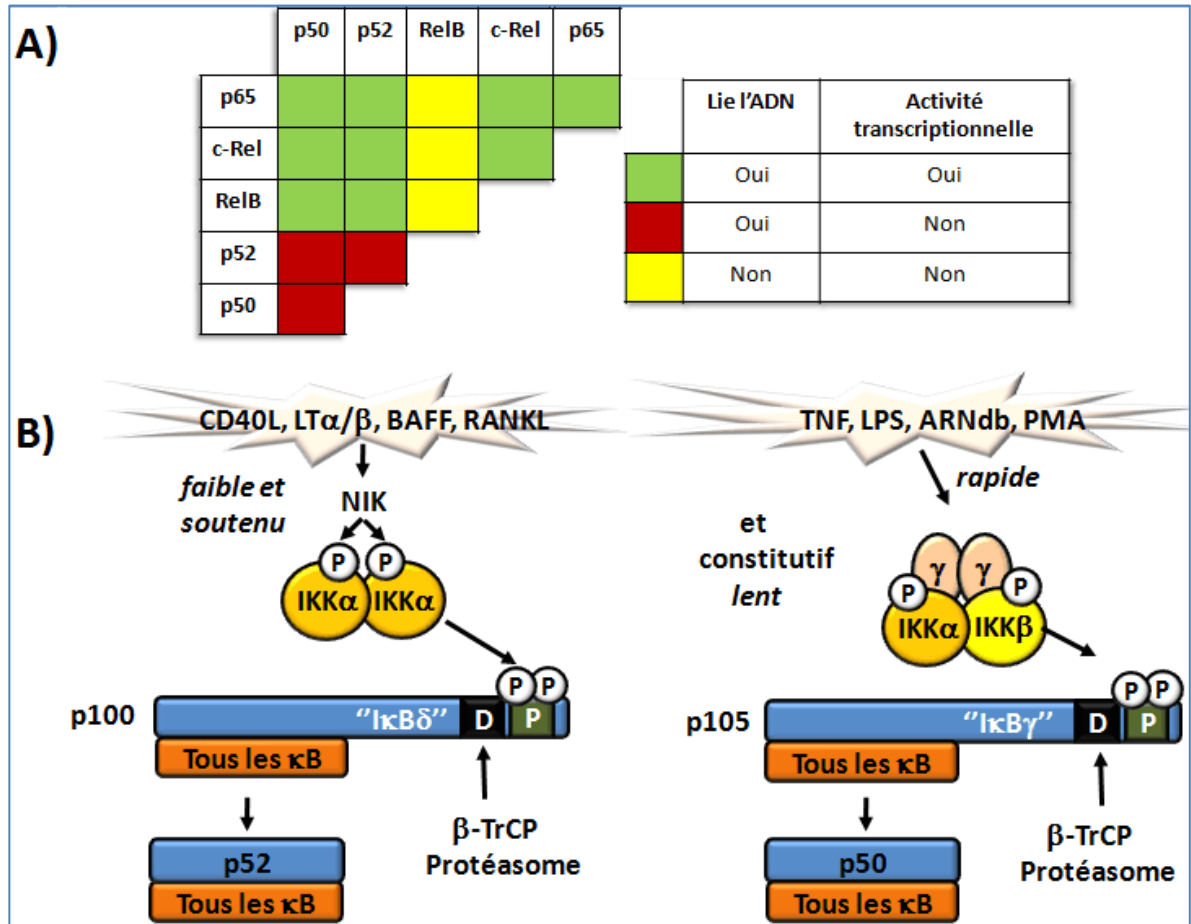 A)
p50 p52 RelB c-Rel p65
p65
c-Rel
RelB
p52
p50
Lie l'ADN Activité
transcriptionnelle
Oui Oui
Oui Non
Non Non
B)
CD40L, LTα/β, BAFF, RANKL
faible et
soutenu
NIK
P P
IKKα IKKα
P P
p100 "IκBδ" D P
Tous les κB
β-TrCP
Protéasome
p52
Tous les κB
TNF, LPS, ARNdb, PMA
rapide
et
constitutif
lent
γ γ
P P
IKKα IKKβ
P P
p105 "IκBγ" D P
Tous les κB
β-TrCP
Protéasome
p50
Tous les κB